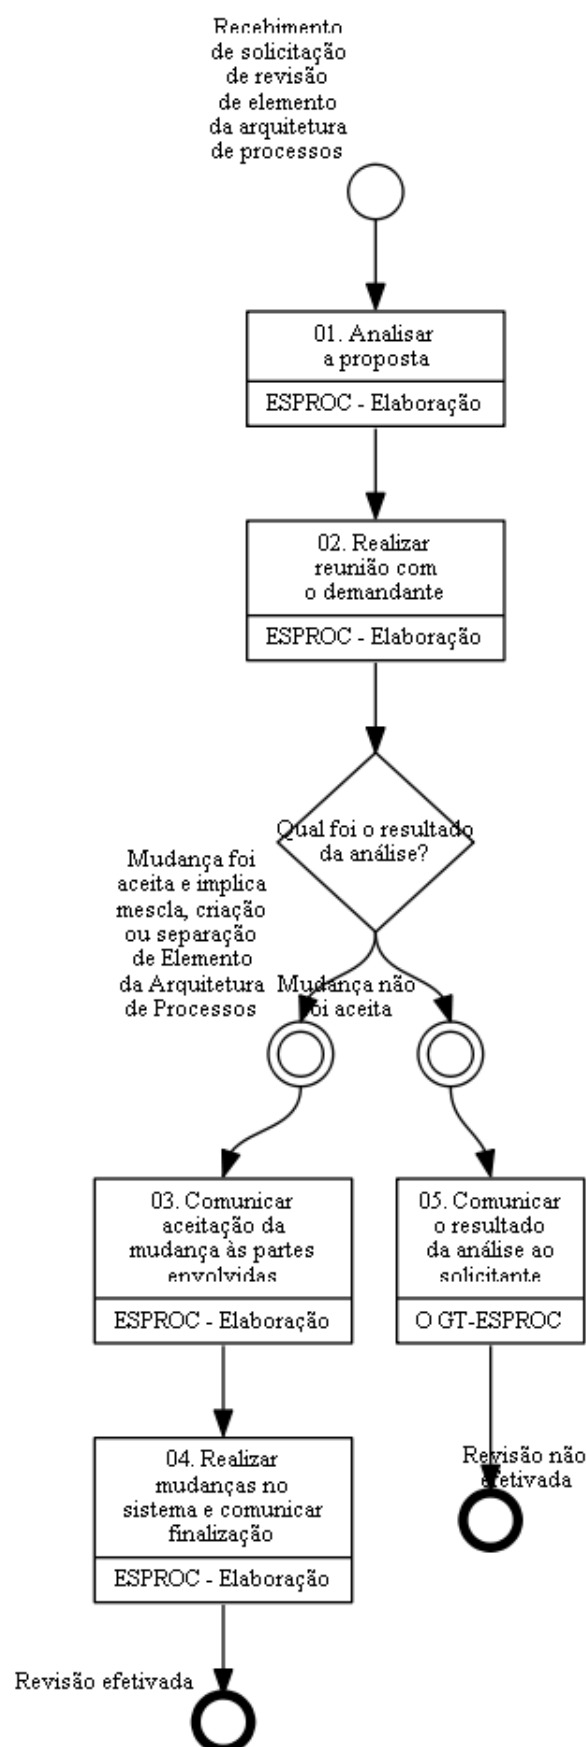 Recebimento
de solicitação
de revisão
de elemento
da arquitetura
de processos
01. Analisar
a proposta
ESPROC - Elaboração
02. Realizar
reunião com
o demandante
ESPROC - Elaboração
Qual foi o resultado
da análise?
Mudança foi
aceita e implica
mescla, criação
ou separação
de Elemento
da Arquitetura
de Processos
Mudança não
foi aceita
03. Comunicar
aceitação da
mudança às partes
envolvidas
ESPROC - Elaboração
05. Comunicar
o resultado
da análise ao
solicitante
O GT-ESPROC
04. Realizar
mudanças no
sistema e comunicar
finalização
ESPROC - Elaboração
Revisão não
efetivada
Revisão efetivada